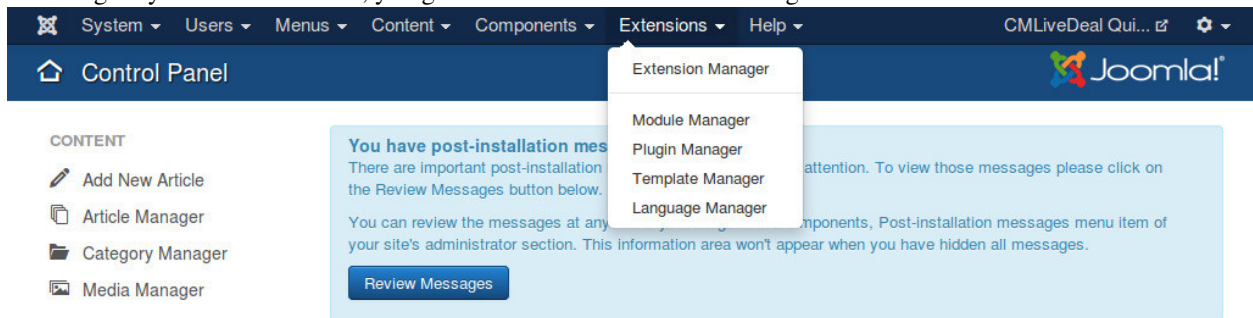 System Users Menus Content Components Extensions Help CMLiveDeal Qui...
Control Panel Joomla!
Extension Manager
Module Manager
Plugin Manager
Template Manager
Language Manager
CONTENT
Add New Article
Article Manager
Category Manager
Media Manager
You have post-installation mes
There are important post-installation attention. To view those messages please click on
the Review Messages button below.
You can review the messages at any mponents, Post-installation messages menu item of
your site's administrator section. This information area won't appear when you have hidden all messages.
Review Messages